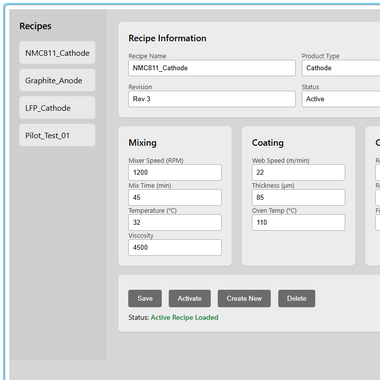 Recipes
NMC811_Cathode
Graphite_Anode
LFP_Cathode
Pilot_Test_01
Recipe Information
Recipe Name
Product Type
NMC811_Cathode
Cathode
Revision
Status
Rev 3
Active
Mixing
Mixer Speed (RPM)
1200
Mix Time (min)
45
Temperature (°C)
32
Viscosity
4500
Coating
Web Speed (m/min)
22
Thickness (µm)
85
Oven Temp (°C)
110
Save
Activate
Create New
Delete
Status: Active Recipe Loaded